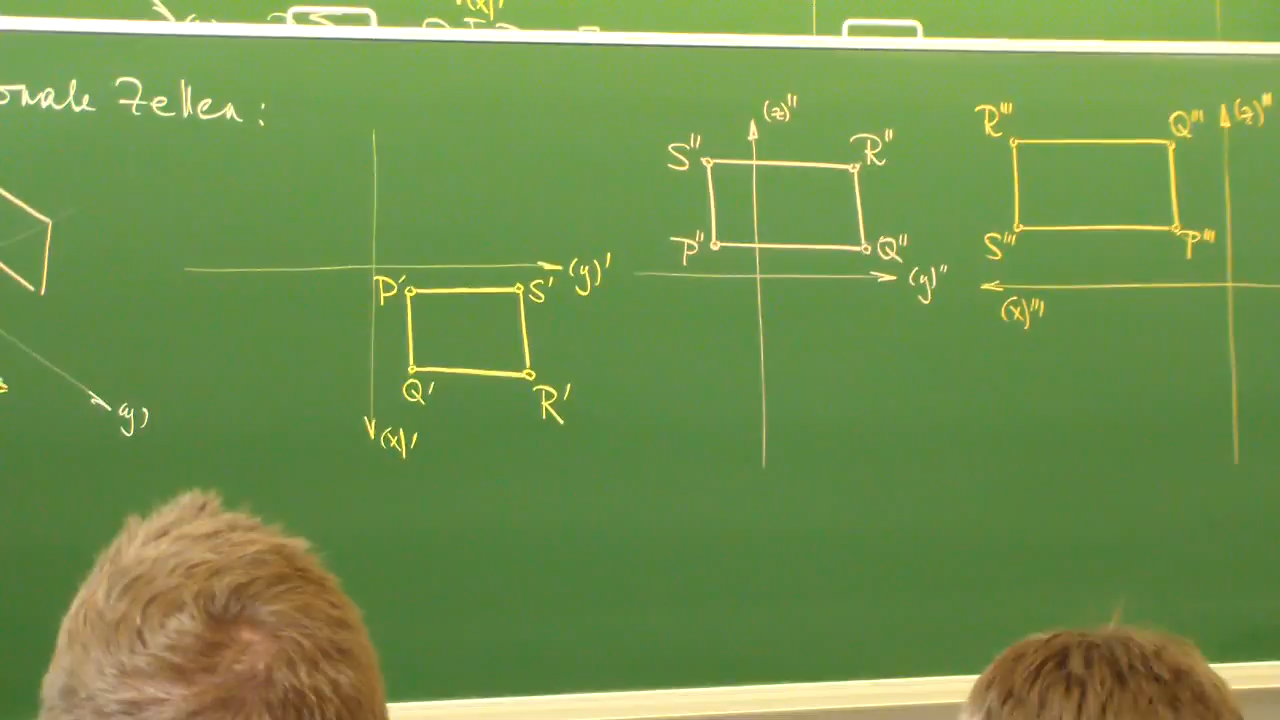 (x)'
onale Zellen:
(z)"
(z)'''
S"
R"
R'''
Q'''
P"
Q"
S'''
P'''
(y)'
(y)"
(x)'''
P'
S'
Q'
R'
(x)'